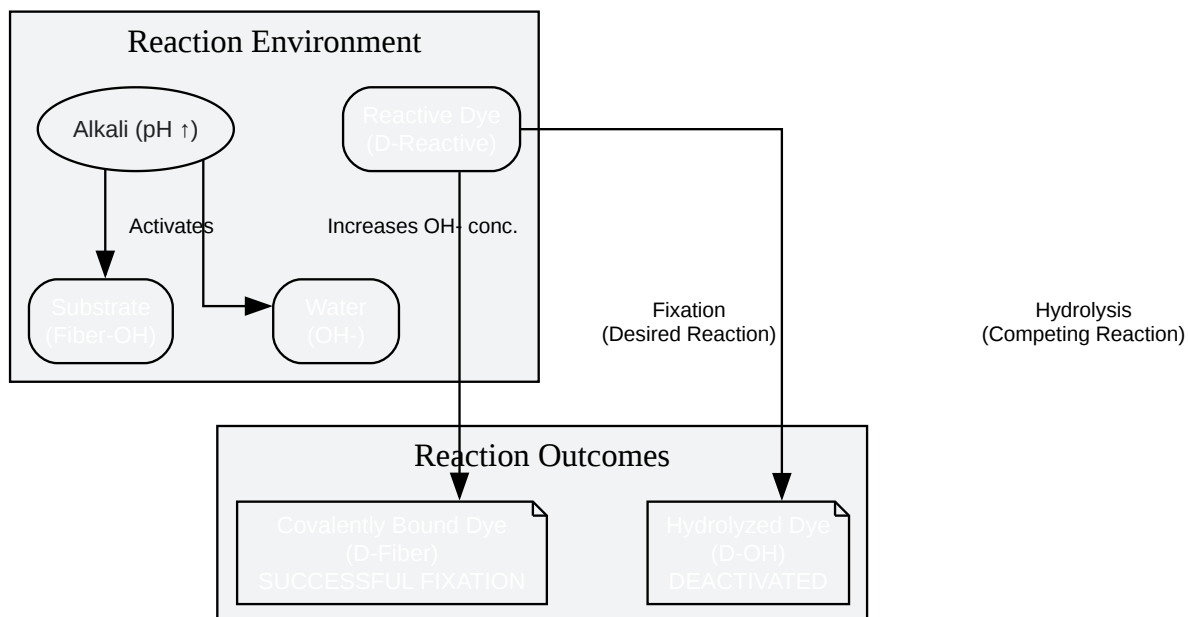 Reaction Environment
Alkali (pH ↑)
Reactive Dye
(D-Reactive)
Activates
Increases OH- conc.
Substrate
(Fiber-OH)
Water
(OH-)
Fixation
(Desired Reaction)
Hydrolysis
(Competing Reaction)
Reaction Outcomes
Covalently Bound Dye
(D-Fiber)
SUCCESSFUL FIXATION
Hydrolyzed Dye
(D-OH)
DEACTIVATED